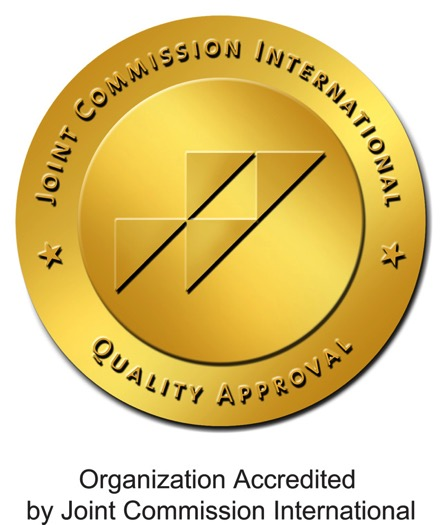 JOINT COMMISSION INTERNATIONAL
QUALITY APPROVAL
Organization Accredited
by Joint Commission International